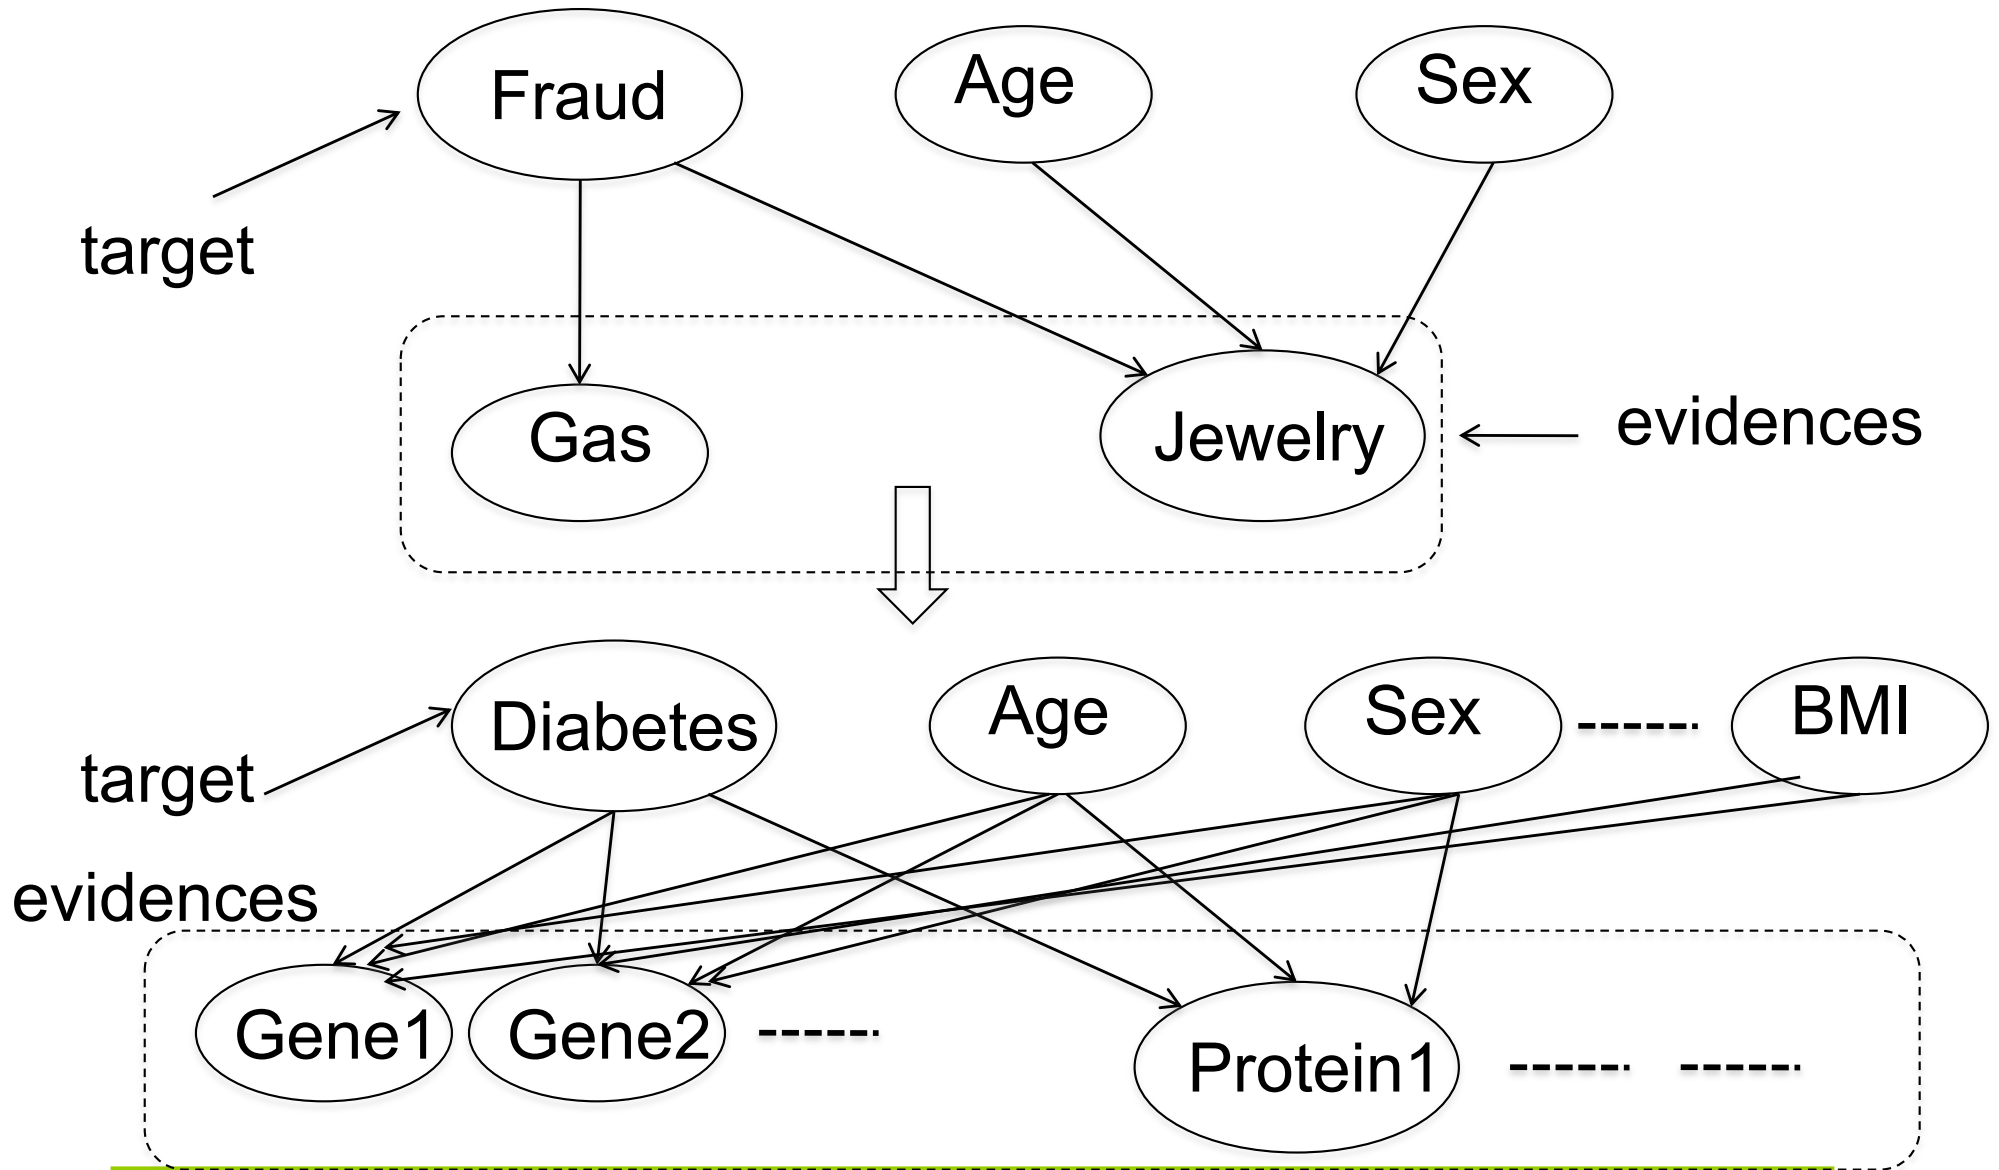 Fraud
Age
Sex
target
Gas
Jewelry
evidences
Diabetes
Age
Sex
BMI
target
evidences
Gene1
Gene2
Protein1